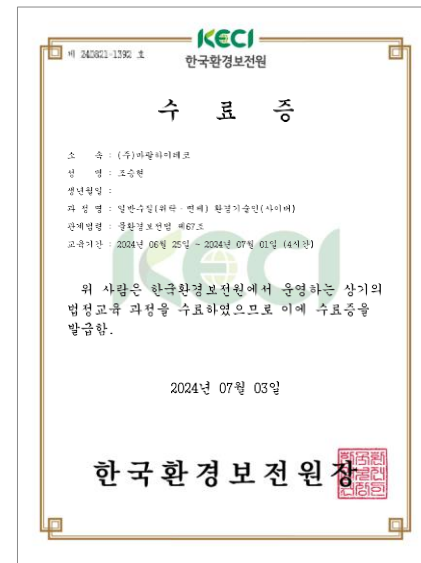 KECI
한국환경보전원
제 240821-1392 호
수 료 증
소 속 : (주)마팔하이테코
성 명 : 조승현
생년월일 :
과 정 명 : 일반수질(위탁·면제) 환경기술인(사이버)
관계법령 : 물환경보전법 제67조
교육기간 : 2024년 06월 25일 ~ 2024년 07월 01일 (4시간)
KECI
위 사람은 한국환경보전원에서 운영하는 상기의
법정교육 과정을 수료하였으므로 이에 수료증을
발급함.
2024년 07월 03일
한국환경보전원장